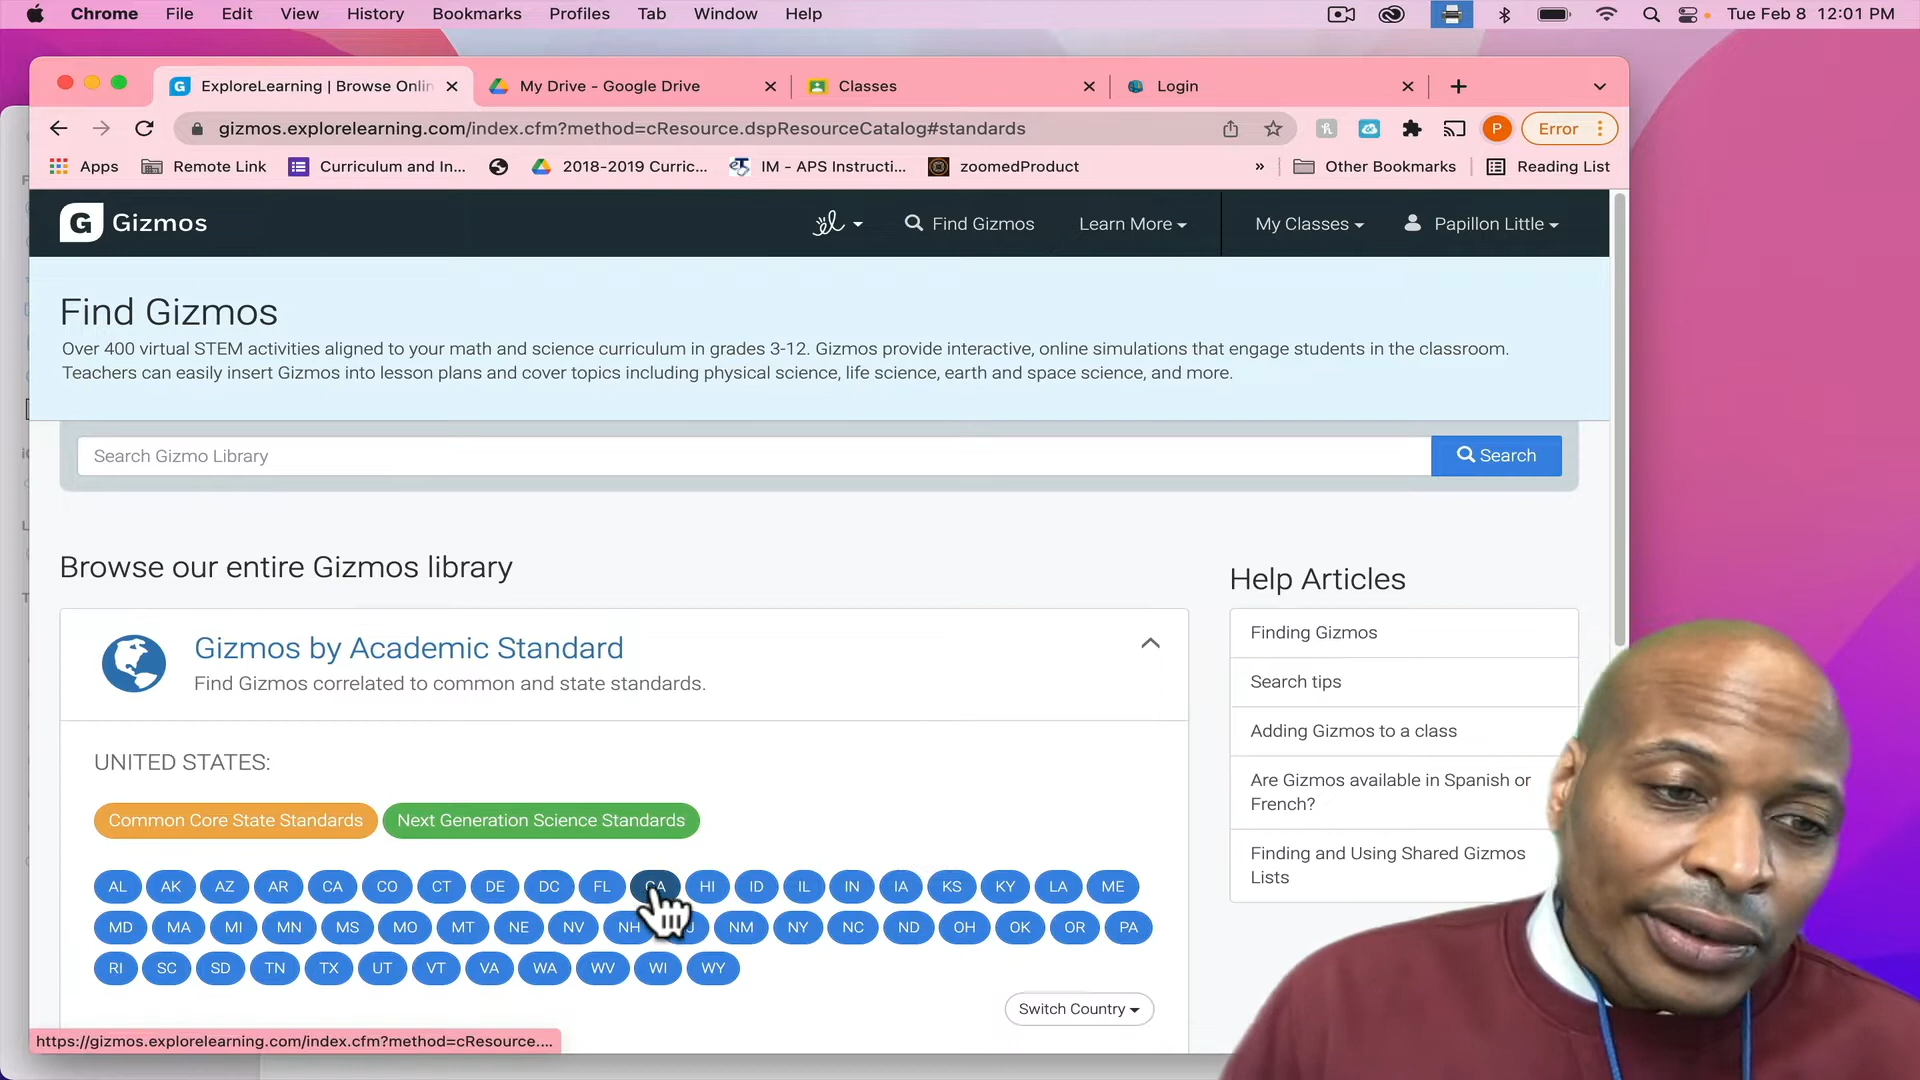 Chrome File Edit View History Bookmarks Profiles Tab Window Help Tue Feb 8 12:01 PM
ExploreLearning | Browse Onlin My Drive - Google Drive Classes Login
gizmos.explorelearning.com/index.cfm?method=cResource.dspResourceCatalog#standards P Error
Apps Remote Link Curriculum and In... 2018-2019 Curric... IM - APS Instructi... zoomedProduct » Other Bookmarks Reading List
G Gizmos el Find Gizmos Learn More My Classes Papillon Little
Find Gizmos
Over 400 virtual STEM activities aligned to your math and science curriculum in grades 3-12. Gizmos provide interactive, online simulations that engage students in the classroom.
Teachers can easily insert Gizmos into lesson plans and cover topics including physical science, life science, earth and space science, and more.
Search Gizmo Library Search
Browse our entire Gizmos library
Gizmos by Academic Standard
Find Gizmos correlated to common and state standards.
UNITED STATES:
Common Core State Standards Next Generation Science Standards
AL AK AZ AR CA CO CT DE DC FL GA HI ID IL IN IA KS KY LA ME
MD MA MI MN MS MO MT NE NV NH NM NY NC ND OH OK OR PA
RI SC SD TN TX UT VT VA WA WV WI WY
Switch Country
Help Articles
Finding Gizmos
Search tips
Adding Gizmos to a class
Are Gizmos available in Spanish or
French?
Finding and Using Shared Gizmos
Lists
https://gizmos.explorelearning.com/index.cfm?method=cResource....